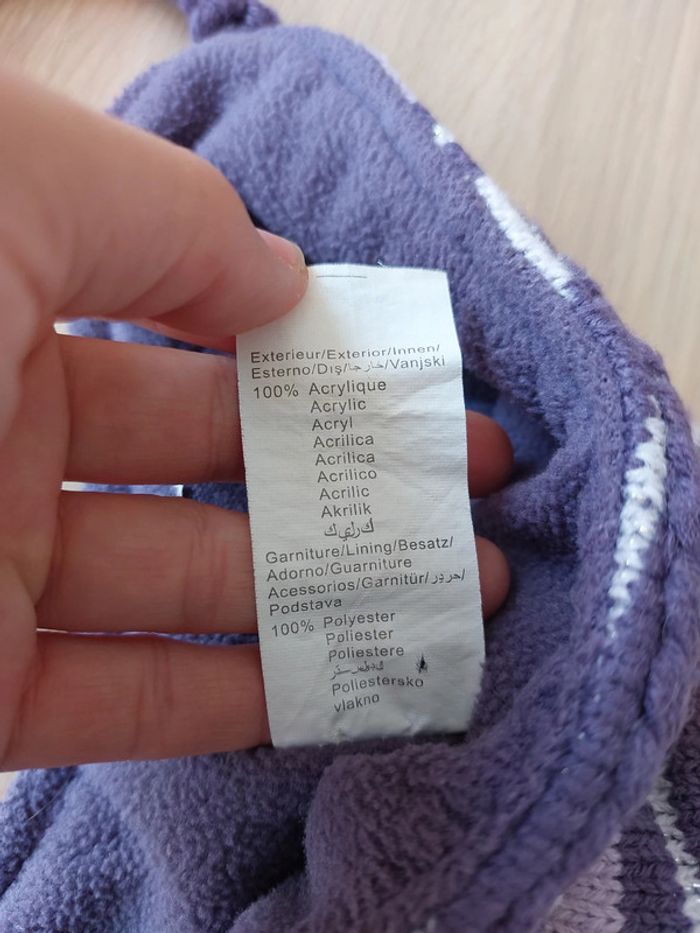 Exterieur/Exterior/Innen/
Esterno/Dış/خارجا/Vanjski
100% Acrylique
Acrylic
Acryl
Acrilica
Acrilica
Acrilico
Acrilic
Akrilik
Garniture/Lining/Besatz/
Adorno/Guarniture
Acessorios/Garnitür/
Podstava
100% Polyester
Poliester
Poliestere
Poliestersko
vlakno